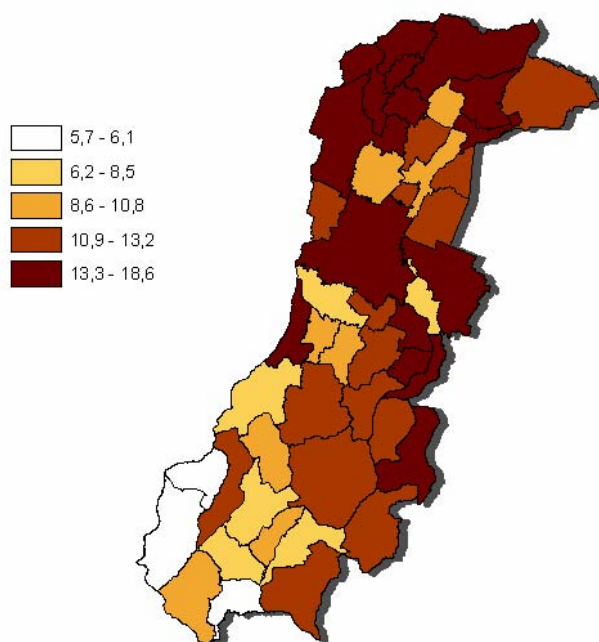 5,7 - 6,1
6,2 - 8,5
8,6 - 10,8
10,9 - 13,2
13,3 - 18,6